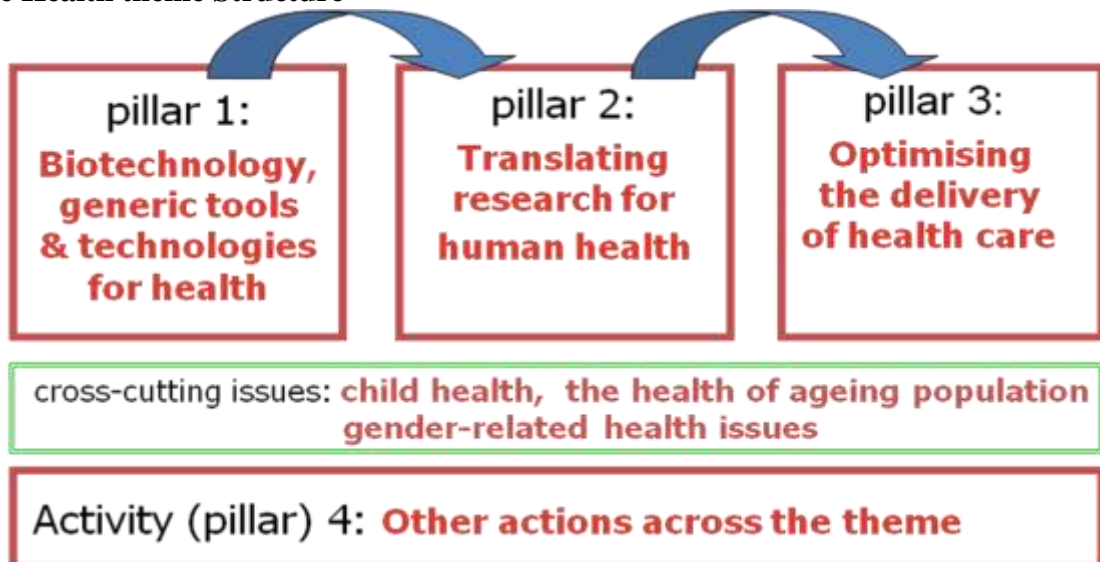 Health theme Structure
pillar 1:
Biotechnology,
generic tools
& technologies
for health
pillar 2:
Translating
research for
human health
pillar 3:
Optimising
the delivery
of health care
cross-cutting issues: child health, the health of ageing population
gender-related health issues
Activity (pillar) 4: Other actions across the theme